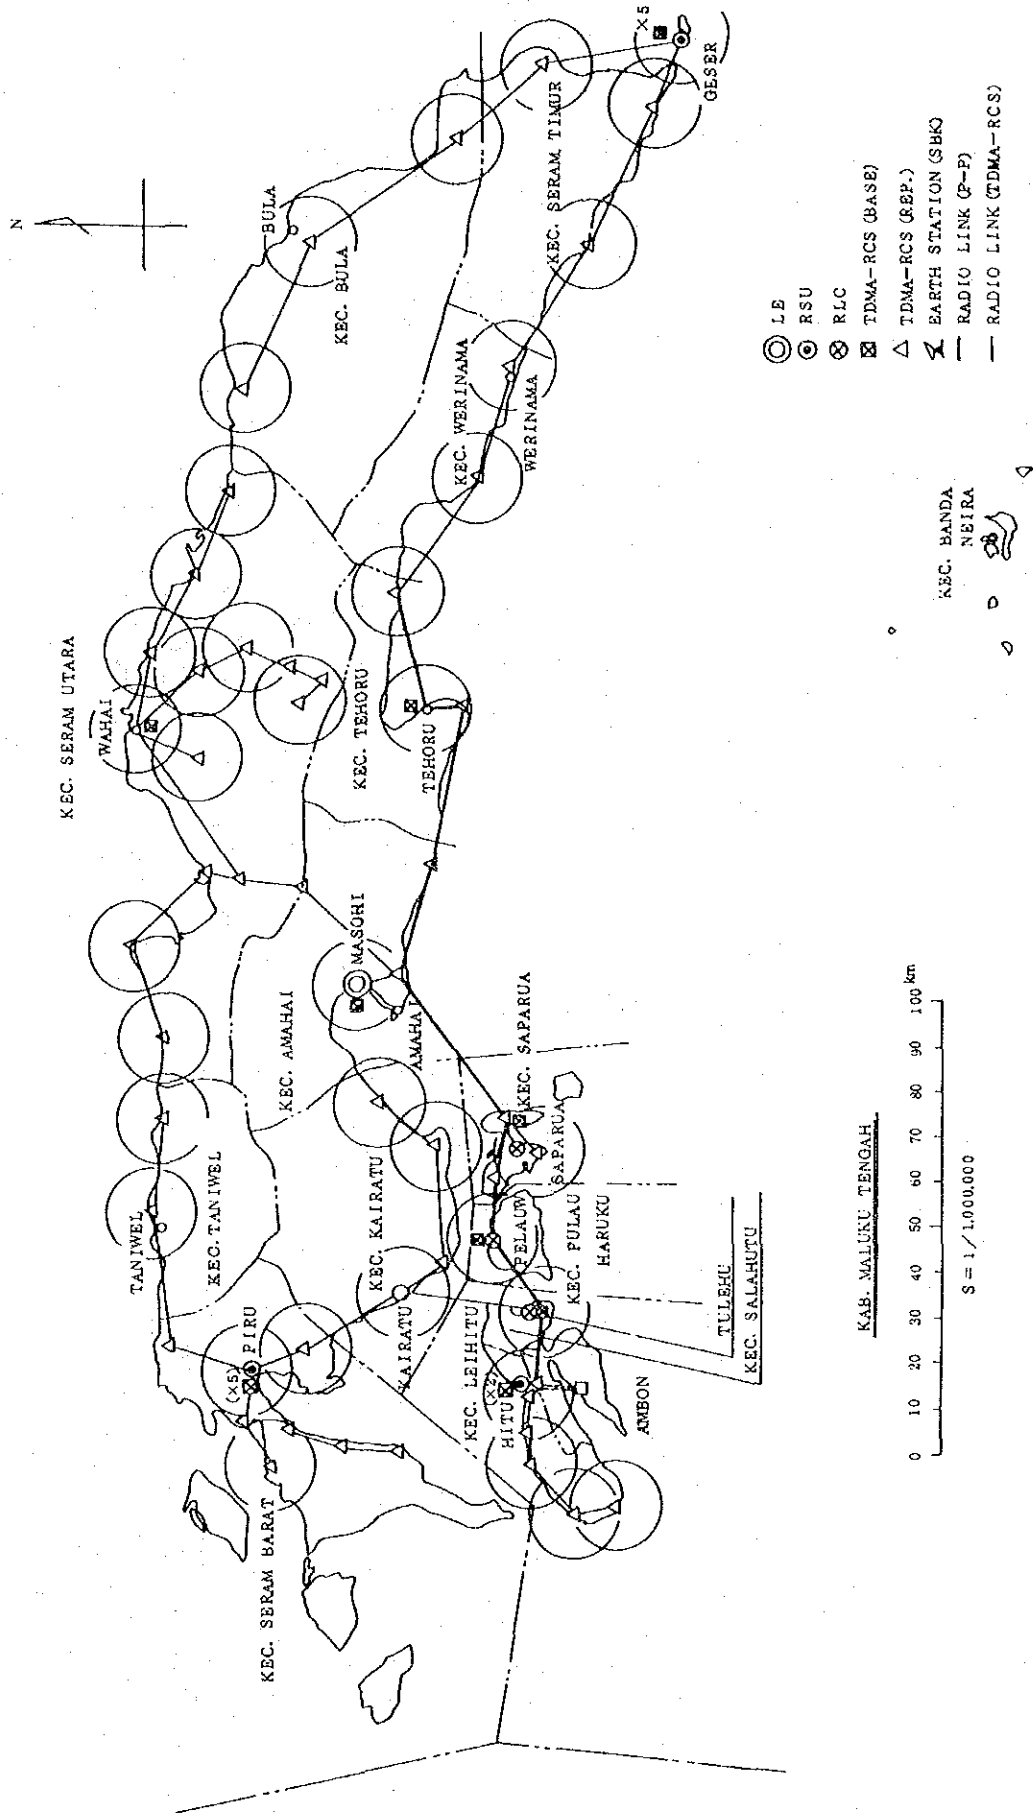 N
KEC. SERAM UTARA
WAHAI
BULA
KEC. BULA
KEC. SERAM TIMUR
×5
GESER
KEC. WERINAMA
WERINAMA
KEC. TEHORU
TEHORU
TANIWEL
KEC. TANIWEL
KEC. AMAHAI
MASOHI
AMAHAI
(×5)
PIRU
KEC. SERAM BARAT
KEC. KAIRATU
KAIRATU
KEC. SAPARUA
SAPARUA
PELAUW
KEC. PULAU
HARUKU
KEC. LEIHITU
(×2)
HITU
AMBON
TULEHU
KEC. SALAHUTU
KEC. BANDA
NEIRA
LE
RSU
RLC
TDMA-RCS (BASE)
TDMA-RCS (REP.)
EARTH STATION (SBK)
RADIO LINK (P-P)
RADIO LINK (TDMA-RCS)
KAB. MALUKU TENGAH
0 10 20 30 40 50 60 70 80 90 100 km
S = 1/1,000,000